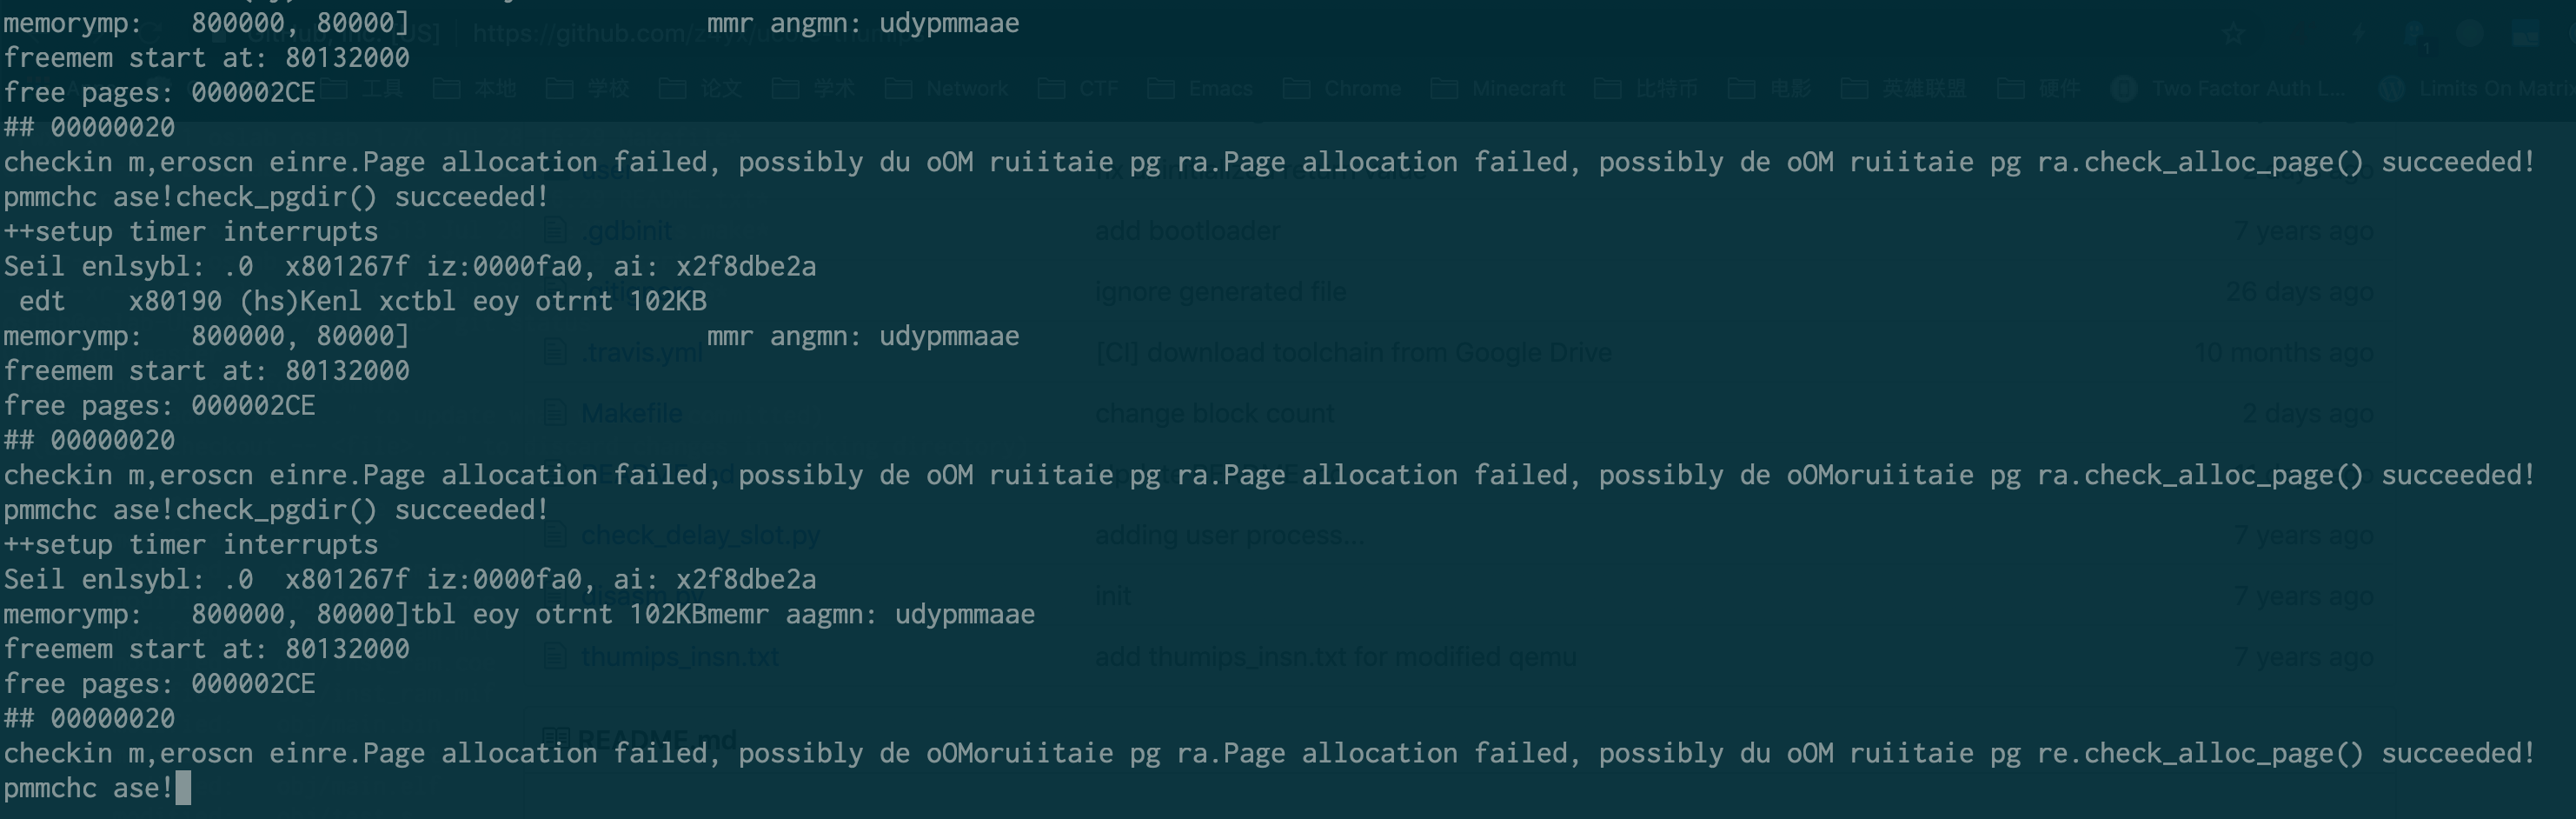 memorymp:   800000, 80000]                   mmr angmn: udypmmaae
US] https://github.com/z4yx/u
freemem start at: 80132000
free pages: 000002CE
工具 本地 学校 论文 学术 Network CTF Emacs Chrome Minecraft 比特币 电影 英雄联盟 硬件 Two Factor Auth L... Limits On Matrix
## 00000020
checkin m,eroscn einre.Page allocation failed, possibly du oOM ruiitaie pg ra.Page allocation failed, possibly de oOM ruiitaie pg ra.check_alloc_page() succeeded!
pmmchc ase!check_pgdir() succeeded!
++setup timer interrupts
.gdbinit add bootloader 7 years ago
Seil enlsybl: .0  x801267f iz:0000fa0, ai: x2f8dbe2a
 edt    x80190 (hs)Kenl xctbl eoy otrnt 102KB
.gitignore ignore generated file 26 days ago
memorymp:   800000, 80000]                   mmr angmn: udypmmaae
.travis.yml [CI] download toolchain from Google Drive 10 months ago
freemem start at: 80132000
free pages: 000002CE
Makefile change block count 2 days ago
## 00000020
checkin m,eroscn einre.Page allocation failed, possibly de oOM ruiitaie pg ra.Page allocation failed, possibly de oOMoruiitaie pg ra.check_alloc_page() succeeded!
pmmchc ase!check_pgdir() succeeded!
check_delay_slot.py adding user process... 7 years ago
++setup timer interrupts
Seil enlsybl: .0  x801267f iz:0000fa0, ai: x2f8dbe2a
disasm.py init 7 years ago
memorymp:   800000, 80000]tbl eoy otrnt 102KBmemr aagmn: udypmmaae
freemem start at: 80132000
thumips_insn.txt add thumips_insn.txt for modified qemu 7 years ago
free pages: 000002CE
## 00000020
README.md
checkin m,eroscn einre.Page allocation failed, possibly de oOMoruiitaie pg ra.Page allocation failed, possibly du oOM ruiitaie pg re.check_alloc_page() succeeded!
pmmchc ase!